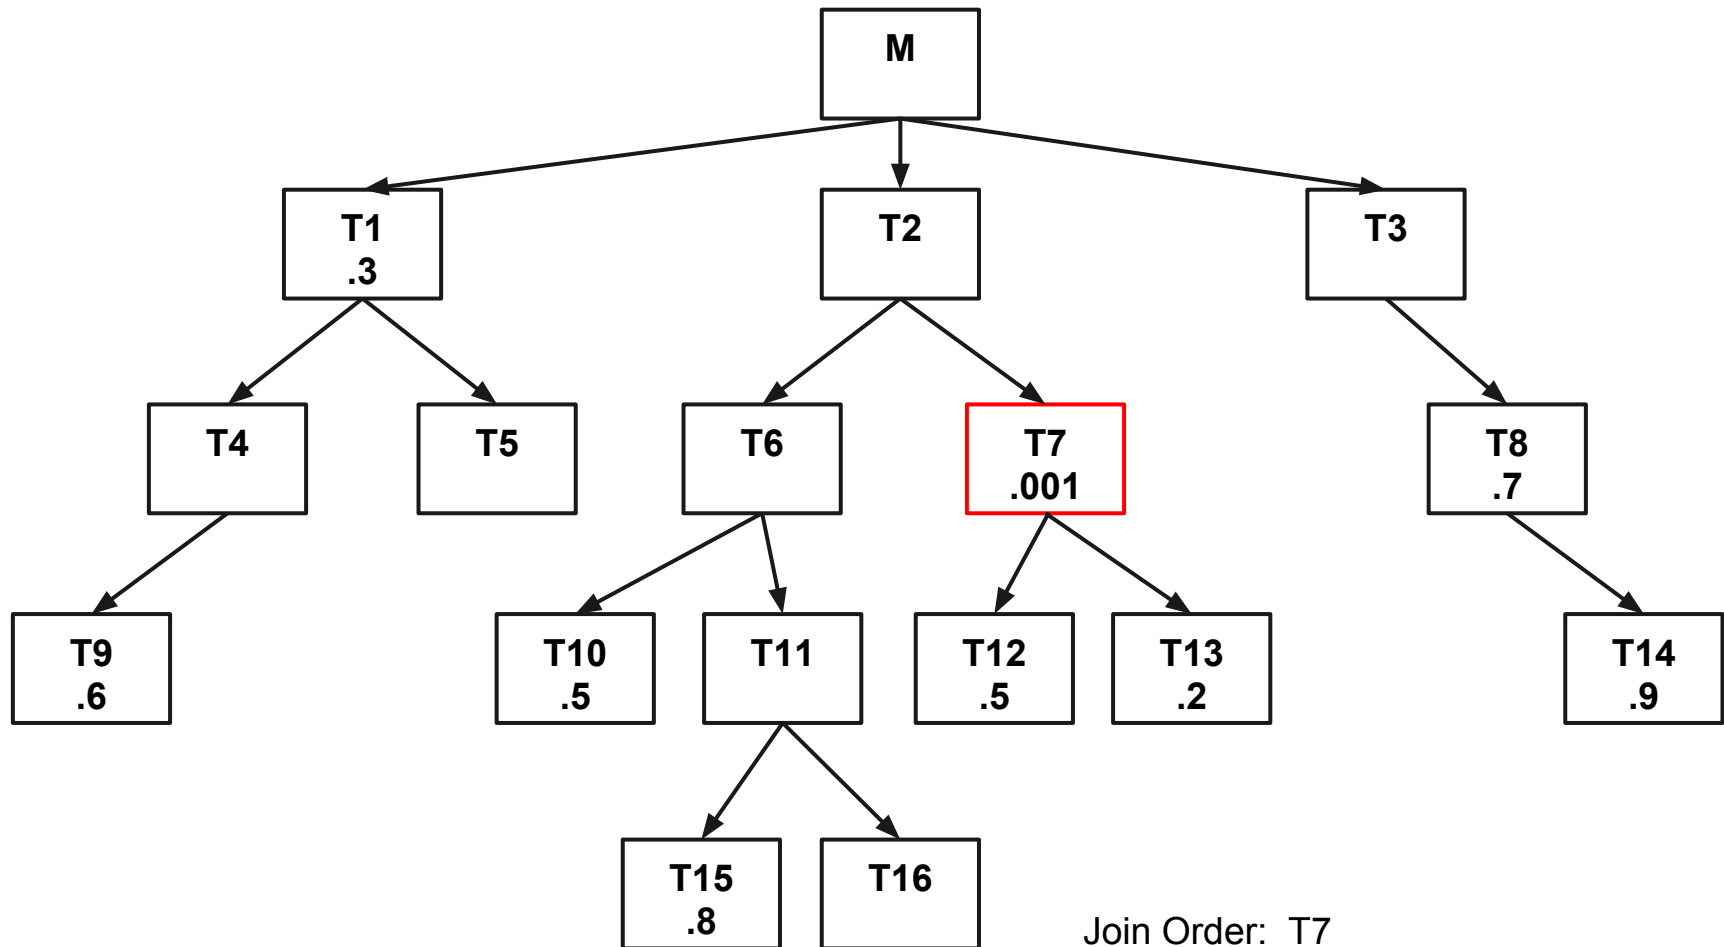 M
T1
.3
T2
T3
T4
T5
T6
T7
.001
T8
.7
T9
.6
T10
.5
T11
T12
.5
T13
.2
T14
.9
T15
.8
T16
Join Order: T7